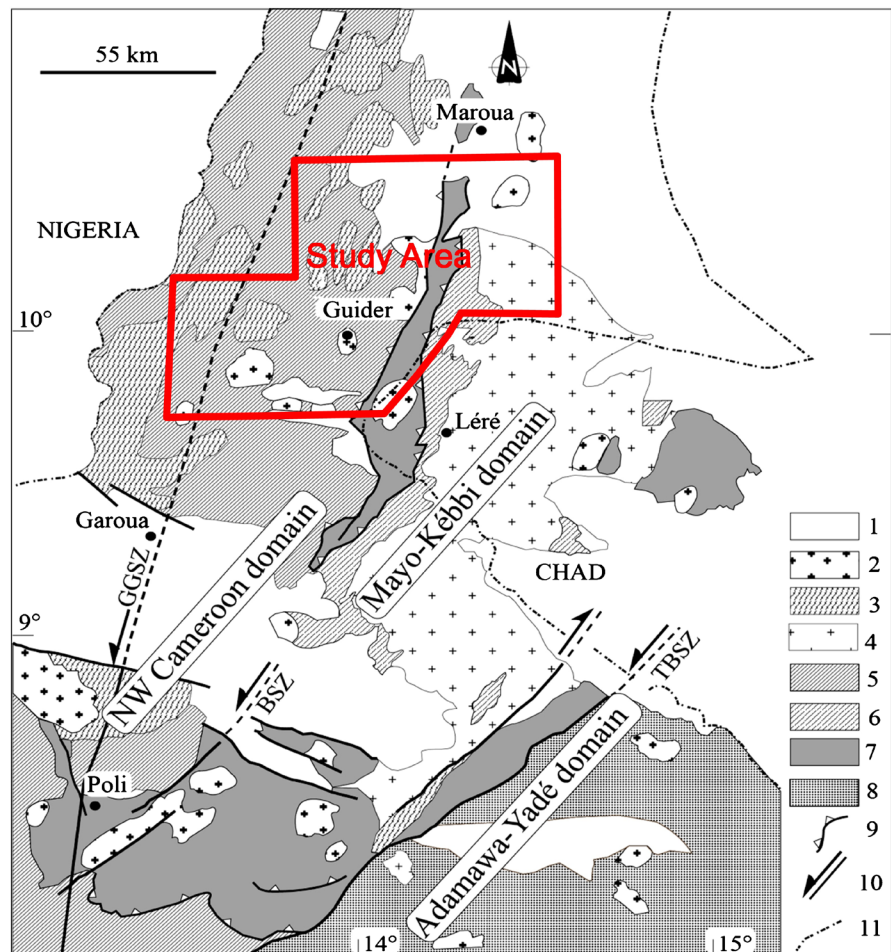 55 km
N
Maroua
NIGERIA
Study Area
10°
Guider
Léré
Garoua
GGSZ
NW Cameroon domain
Mayo-Kébbi domain
CHAD
9°
BSZ
TBSZ
Poli
Adamawa-Yadé domain
14°
15°
1
2
3
4
5
6
7
8
9
10
11